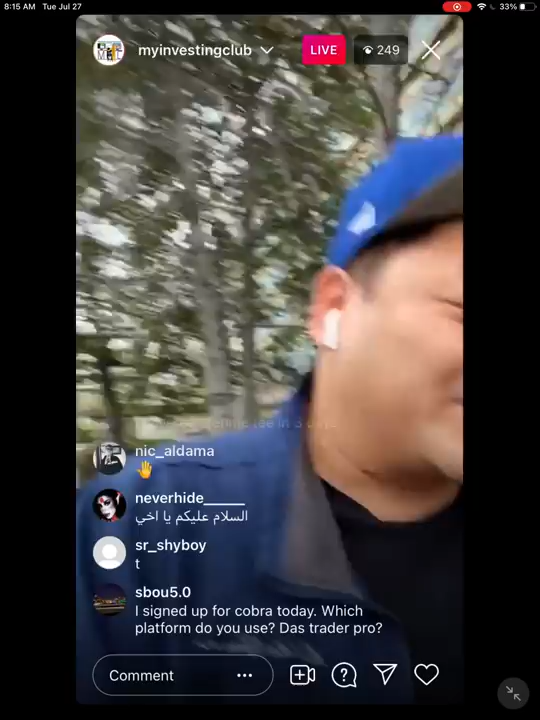 8:15 AM Tue Jul 27
33%
myinvestingclub
LIVE
249
nic_aldama
🤚
neverhide_____
السلام عليكم يا اخي
sr_shyboy
t
sbou5.0
I signed up for cobra today. Which
platform do you use? Das trader pro?
Comment